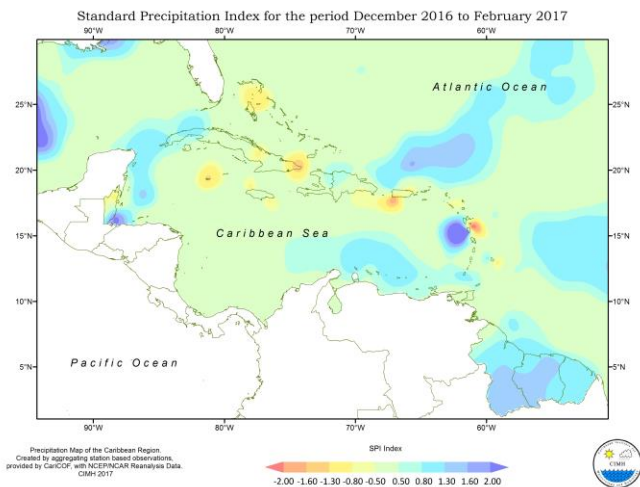 Standard Precipitation Index for the period December 2016 to February 2017
90°W 80°W 70°W 60°W
25°N 25°N
Atlantic Ocean
20°N 20°N
15°N 15°N
Caribbean Sea
10°N 10°N
5°N 5°N
Pacific Ocean
90°W 80°W 70°W 60°W
Precipitation Map of the Caribbean Region.
Created by aggregating station based observations,
provided by CariCOF, with NCEP/NCAR Reanalysis Data.
CIMH 2017
SPI Index
-2.00 -1.60 -1.30 -0.80 -0.50 0.50 0.80 1.30 1.60 2.00
CIMH